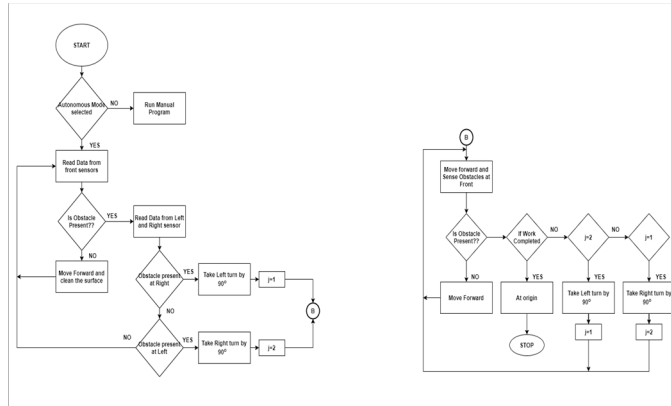 START
Autonomous Mode
selected
NO
Run Manual
Program
YES
Read Data from
front sensors
Is Obstacle
Present??
YES
Read Data from Left
and Right sensor
NO
Move Forward and
clean the surface
Obstacle present
at Right
YES
Take Left turn by
90°
j=1
B
NO
Obstacle present
at Left
NO
YES
Take Right turn by
90°
j=2
B
Move forward and
Sense Obstacles at
Front
Is Obstacle
Present??
NO
Move Forward
If Work
Completed
NO
YES
At origin
STOP
j=2
NO
YES
Take Left turn by
90°
j=1
j=1
YES
Take Right turn by
90°
j=2